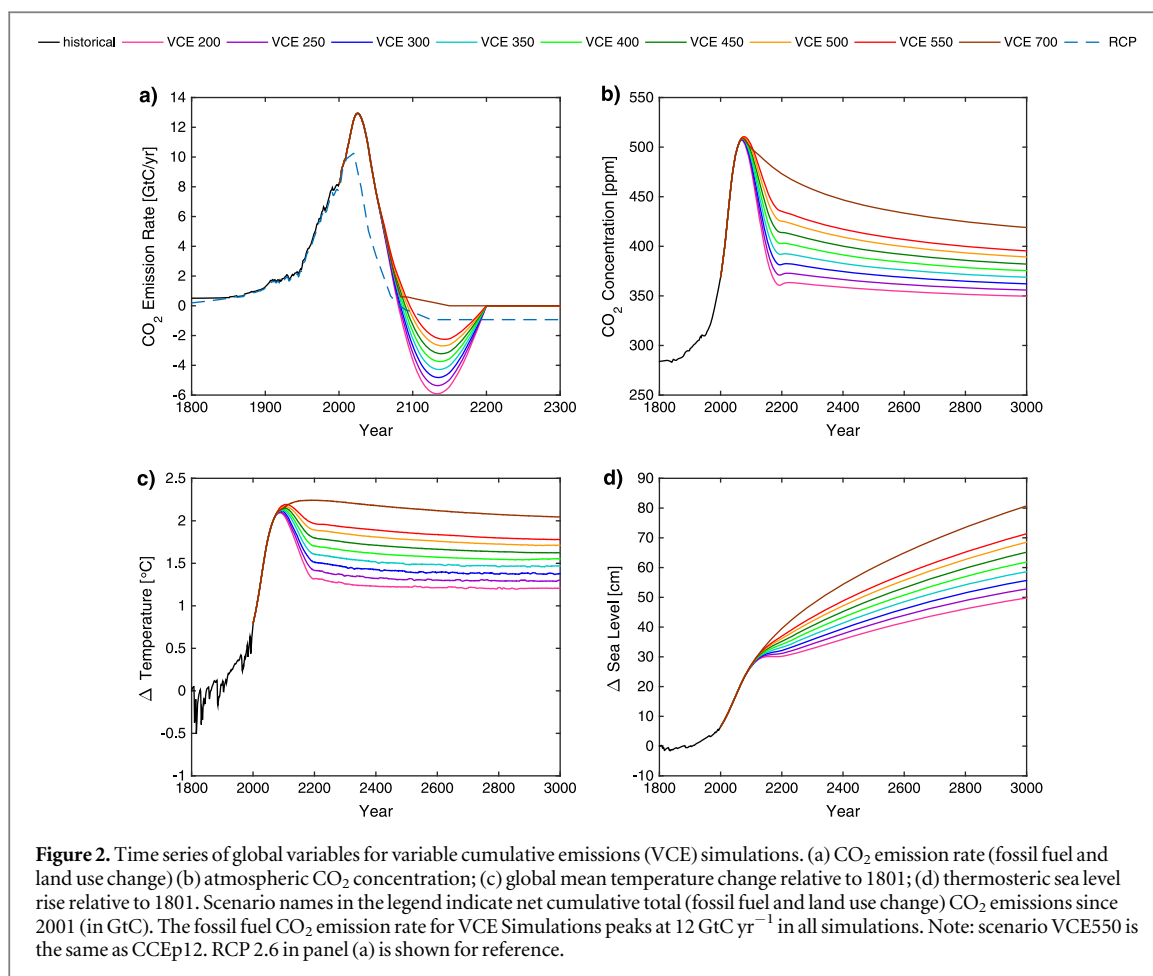 historical VCE 200 VCE 250 VCE 300 VCE 350 VCE 400 VCE 450 VCE 500 VCE 550 VCE 700 RCP
a)
CO2 Emission Rate [GtC/yr]
14
12
10
8
6
4
2
0
-2
-4
-6
1800 1900 2000 2100 2200 2300
Year
b)
CO2 Concentration [ppm]
550
500
450
400
350
300
250
1800 2000 2200 2400 2600 2800 3000
Year
c)
Δ Temperature [°C]
2.5
2
1.5
1
0.5
0
-0.5
-1
1800 2000 2200 2400 2600 2800 3000
Year
d)
Δ Sea Level [cm]
90
80
70
60
50
40
30
20
10
0
-10
1800 2000 2200 2400 2600 2800 3000
Year
Figure 2. Time series of global variables for variable cumulative emissions (VCE) simulations. (a) CO2 emission rate (fossil fuel and
land use change) (b) atmospheric CO2 concentration; (c) global mean temperature change relative to 1801; (d) thermosteric sea level
rise relative to 1801. Scenario names in the legend indicate net cumulative total (fossil fuel and land use change) CO2 emissions since
2001 (in GtC). The fossil fuel CO2 emission rate for VCE Simulations peaks at 12 GtC yr−1 in all simulations. Note: scenario VCE550 is
the same as CCEp12. RCP 2.6 in panel (a) is shown for reference.